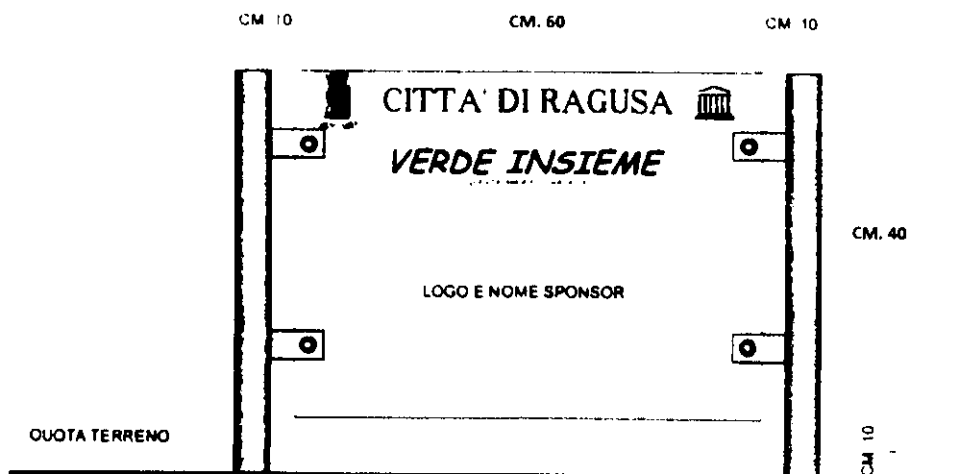 CM 10 CM. 60 CM 10
CITTA' DI RAGUSA
VERDE INSIEME
CM. 40
LOGO E NOME SPONSOR
QUOTA TERRENO
CM 10